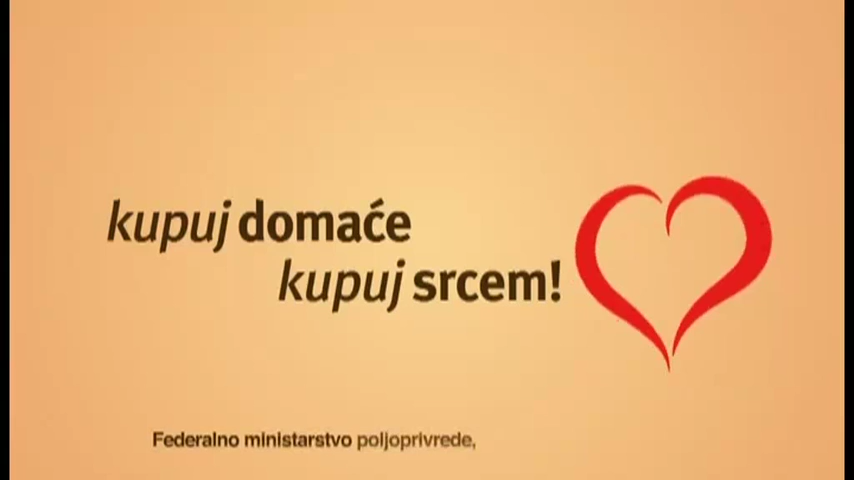 kupuj domaće
kupuj srcem!
Federalno ministarstvo poljoprivrede,